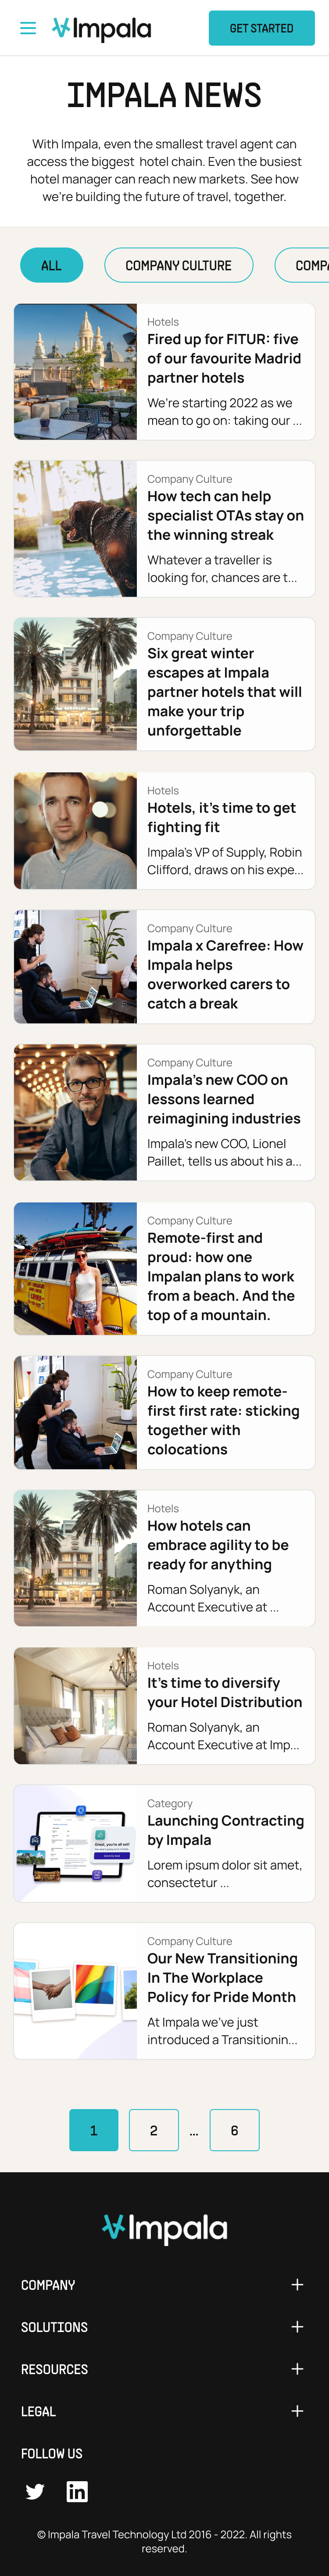 Impala
GET STARTED
IMPALA NEWS
With Impala, even the smallest travel agent can
access the biggest hotel chain. Even the busiest
hotel manager can reach new markets. See how
we're building the future of travel, together.
ALL
COMPANY CULTURE
COMPA
Hotels
Fired up for FITUR: five
of our favourite Madrid
partner hotels
We're starting 2022 as we
mean to go on: taking our ...
Company Culture
How tech can help
specialist OTAs stay on
the winning streak
Whatever a traveller is
looking for, chances are t...
Company Culture
Six great winter
escapes at Impala
partner hotels that will
make your trip
unforgettable
Hotels
Hotels, it's time to get
fighting fit
Impala's VP of Supply, Robin
Clifford, draws on his expe...
Company Culture
Impala x Carefree: How
Impala helps
overworked carers to
catch a break
Company Culture
Impala's new COO on
lessons learned
reimagining industries
Impala's new COO, Lionel
Paillet, tells us about his a...
Company Culture
Remote-first and
proud: how one
Impalan plans to work
from a beach. And the
top of a mountain.
Company Culture
How to keep remote-
first first rate: sticking
together with
colocations
Hotels
How hotels can
embrace agility to be
ready for anything
Roman Solyanyk, an
Account Executive at ...
Hotels
It's time to diversify
your Hotel Distribution
Roman Solyanyk, an
Account Executive at Imp...
Category
Launching Contracting
by Impala
Lorem ipsum dolor sit amet,
consectetur ...
Great, you're all set!
Company Culture
Our New Transitioning
In The Workplace
Policy for Pride Month
At Impala we've just
introduced a Transitionin...
1
2
...
6
Impala
COMPANY
SOLUTIONS
RESOURCES
LEGAL
FOLLOW US
in
© Impala Travel Technology Ltd 2016 - 2022. All rights
reserved.